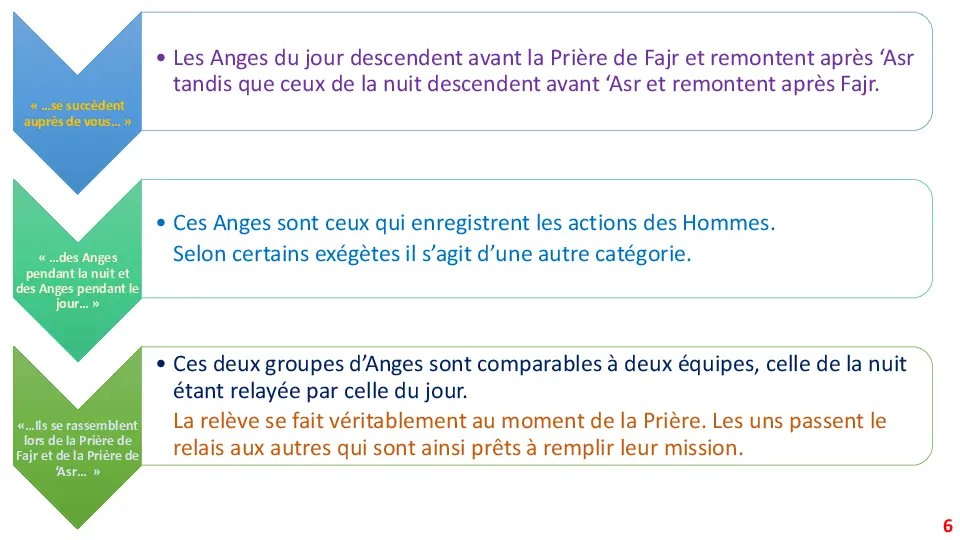 « …se succèdent
auprès de vous… »
• Les Anges du jour descendent avant la Prière de Fajr et remontent après ‘Asr
tandis que ceux de la nuit descendent avant ‘Asr et remontent après Fajr.
« …des Anges
pendant la nuit et
des Anges pendant le
jour… »
• Ces Anges sont ceux qui enregistrent les actions des Hommes.
Selon certains exégètes il s’agit d’une autre catégorie.
«…Ils se rassemblent
lors de la Prière de
Fajr et de la Prière de
‘Asr… »
• Ces deux groupes d’Anges sont comparables à deux équipes, celle de la nuit
étant relayée par celle du jour.
La relève se fait véritablement au moment de la Prière. Les uns passent le
relais aux autres qui sont ainsi prêts à remplir leur mission.
6